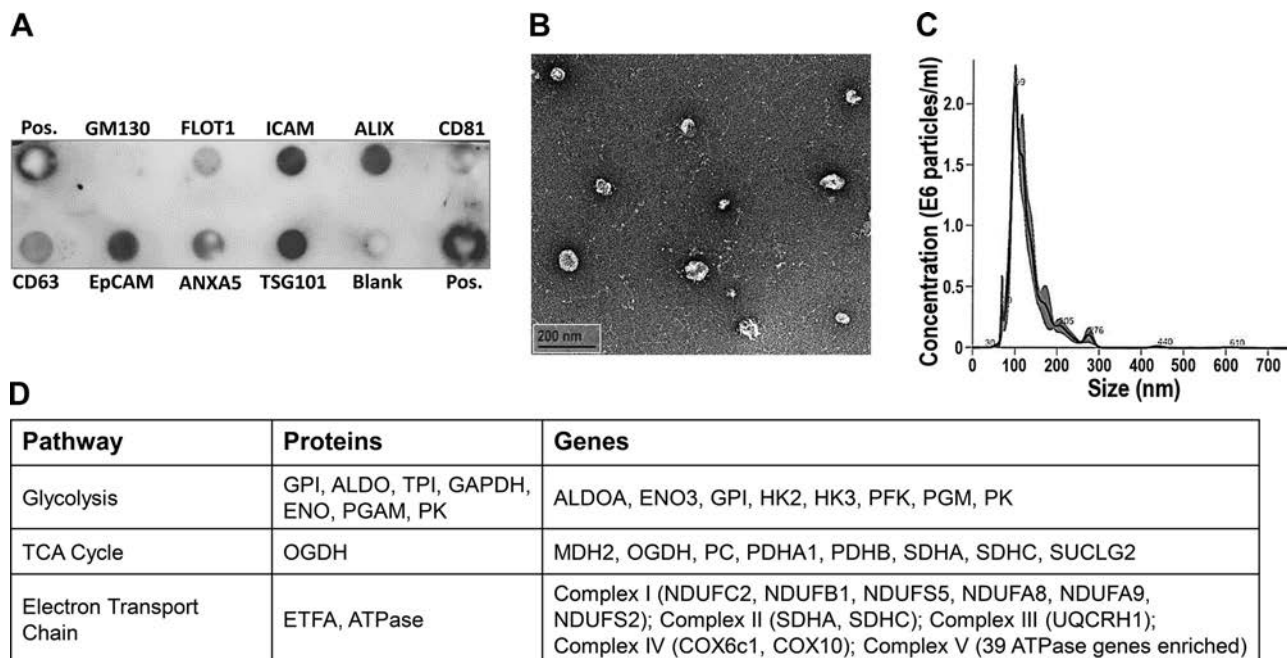 A
B
C
Pos. GM130 FLOT1 ICAM ALIX CD81
CD63 EpCAM ANXA5 TSG101 Blank Pos.
200 nm
Concentration (E6 particles/ml)
2.0
1.5
1.0
0.5
0
30
205
276
440
610
0 100 200 300 400 500 600 700
Size (nm)
D
Pathway Proteins Genes
Glycolysis
GPI, ALDO, TPI, GAPDH,
ENO, PGAM, PK
ALDOA, ENO3, GPI, HK2, HK3, PFK, PGM, PK
TCA Cycle OGDH MDH2, OGDH, PC, PDHA1, PDHB, SDHA, SDHC, SUCLG2
Electron Transport
Chain
ETFA, ATPase
Complex I (NDUFC2, NDUFB1, NDUFS5, NDUFA8, NDUFA9,
NDUFS2); Complex II (SDHA, SDHC); Complex III (UQCRH1);
Complex IV (COX6c1, COX10); Complex V (39 ATPase genes enriched)